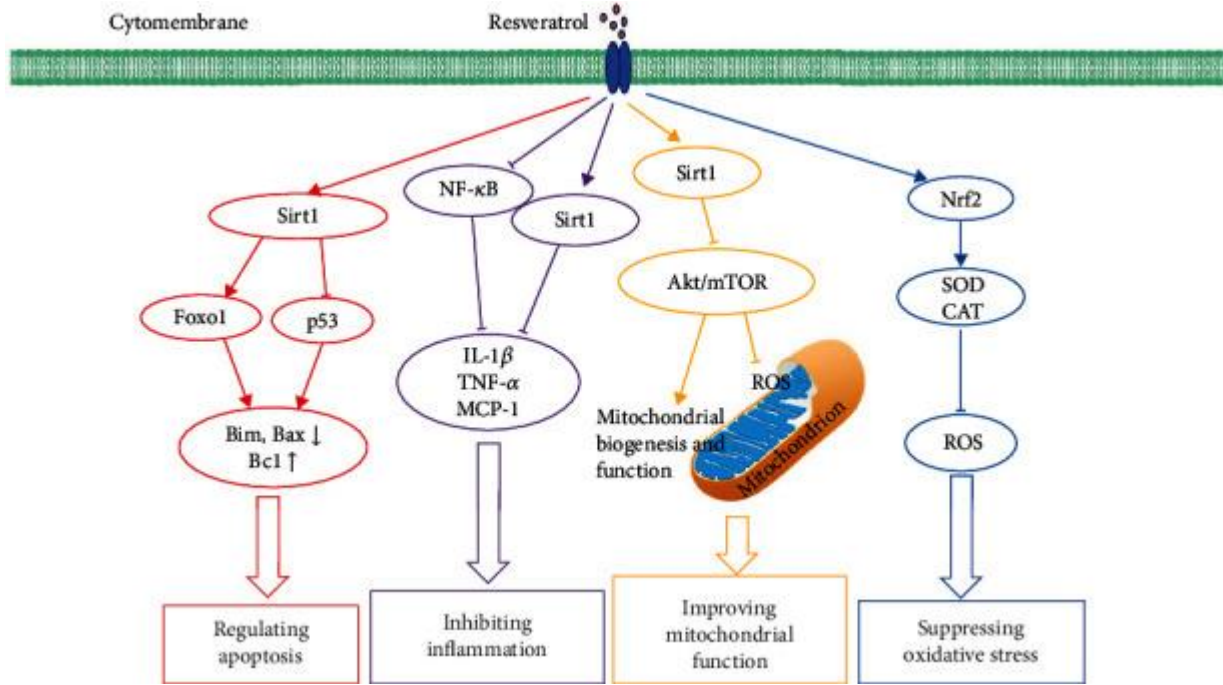 Cytomembrane
Resveratrol
Sirt1
Foxo1
p53
Bim, Bax ↓
Bc1 ↑
Regulating
apoptosis
NF-κB
Sirt1
IL-1β
TNF-α
MCP-1
Inhibiting
inflammation
Sirt1
Akt/mTOR
ROS
Mitochondrial
biogenesis and
function
Mitochondrion
Improving
mitochondrial
function
Nrf2
SOD
CAT
ROS
Suppressing
oxidative stress